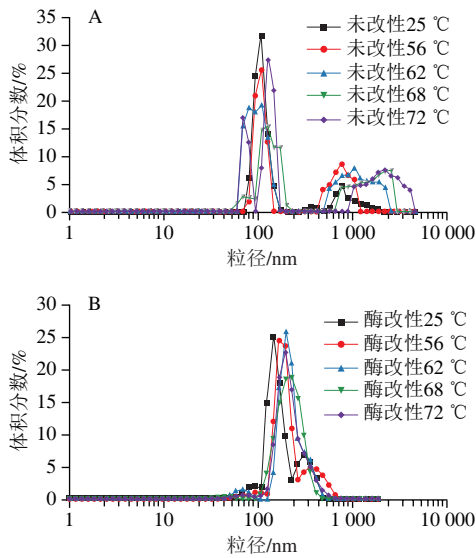 A
35
30
25
20
15
10
5
0
体积分数/%
未改性25 ℃
未改性56 ℃
未改性62 ℃
未改性68 ℃
未改性72 ℃
1 10 100 1 000 10 000
粒径/nm
B
30
25
20
15
10
5
0
体积分数/%
酶改性25 ℃
酶改性56 ℃
酶改性62 ℃
酶改性68 ℃
酶改性72 ℃
1 10 100 1 000 10 000
粒径/nm